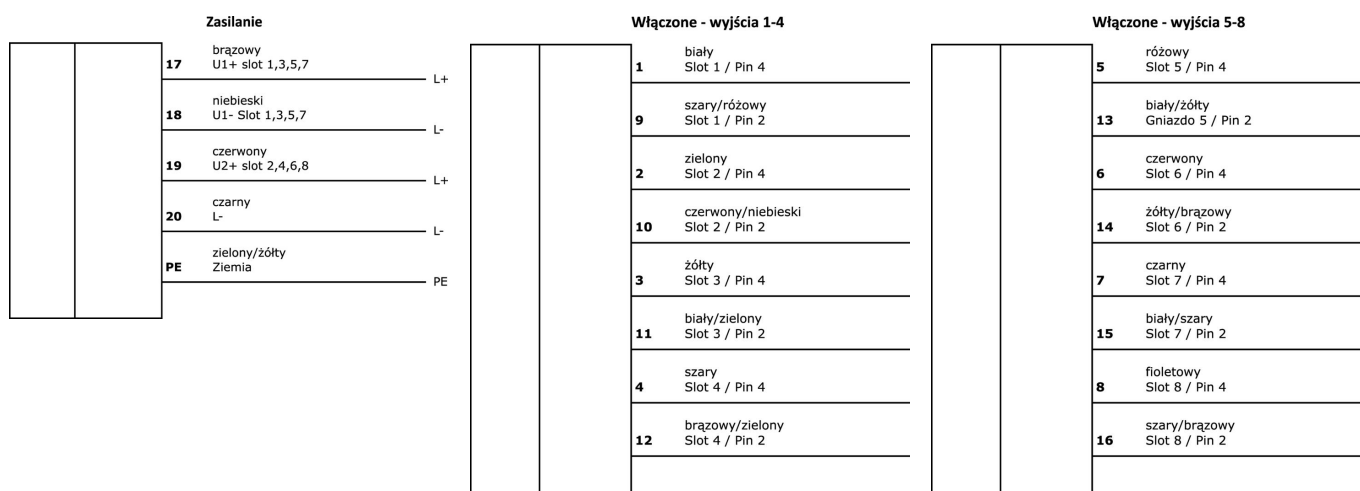 Zasilanie
17
brązowy
U1+ slot 1,3,5,7
L+
18
niebieski
U1- Slot 1,3,5,7
L-
19
czerwony
U2+ slot 2,4,6,8
L+
20
czarny
L-
L-
PE
zielony/żółty
Ziemia
PE
Włączone - wyjścia 1-4
1
biały
Slot 1 / Pin 4
9
szary/różowy
Slot 1 / Pin 2
2
zielony
Slot 2 / Pin 4
10
czerwony/niebieski
Slot 2 / Pin 2
3
żółty
Slot 3 / Pin 4
11
biały/zielony
Slot 3 / Pin 2
4
szary
Slot 4 / Pin 4
12
brązowy/zielony
Slot 4 / Pin 2
Włączone - wyjścia 5-8
5
różowy
Slot 5 / Pin 4
13
biały/żółty
Gniazdo 5 / Pin 2
6
czerwony
Slot 6 / Pin 4
14
żółty/brązowy
Slot 6 / Pin 2
7
czarny
Slot 7 / Pin 4
15
biały/szary
Slot 7 / Pin 2
8
fioletowy
Slot 8 / Pin 4
16
szary/brązowy
Slot 8 / Pin 2